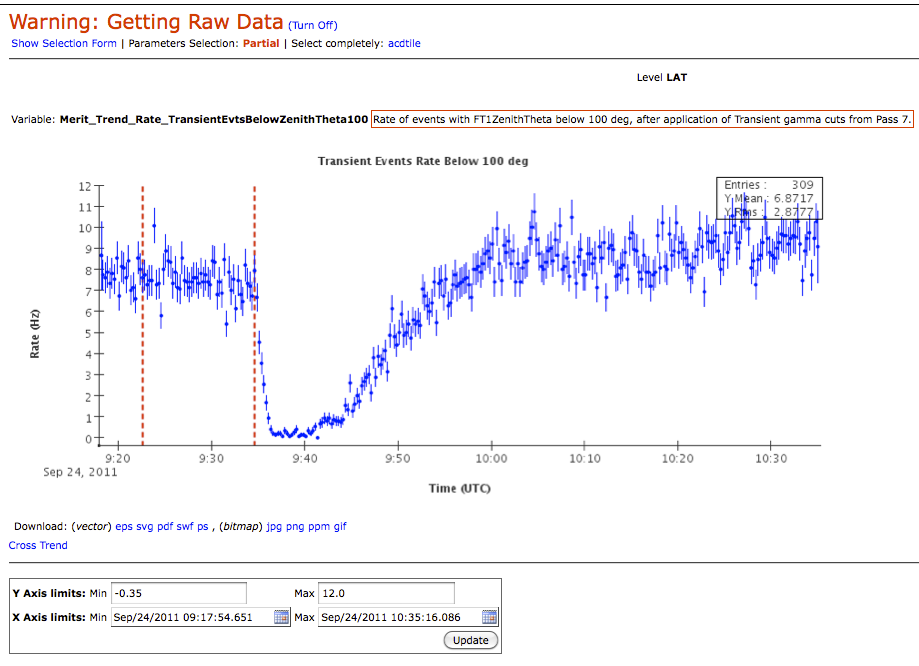 Warning: Getting Raw Data (Turn Off)
Show Selection Form | Parameters Selection: Partial | Select completely: acdtile
Level LAT
Variable: Merit_Trend_Rate_TransientEvtsBelowZenithTheta100 Rate of events with FT1ZenithTheta below 100 deg, after application of Transient gamma cuts from Pass 7.
Transient Events Rate Below 100 deg
Entries : 309
Y Mean : 6.8717
Y Rms : 2.8777
12
11
10
9
8
7
6
5
4
3
2
1
0
Rate (Hz)
9:20 9:30 9:40 9:50 10:00 10:10 10:20 10:30
Sep 24, 2011
Time (UTC)
Download: (vector) eps svg pdf swf ps , (bitmap) jpg png ppm gif
Cross Trend
Y Axis limits: Min -0.35 Max 12.0
X Axis limits: Min Sep/24/2011 09:17:54.651 Max Sep/24/2011 10:35:16.086
Update